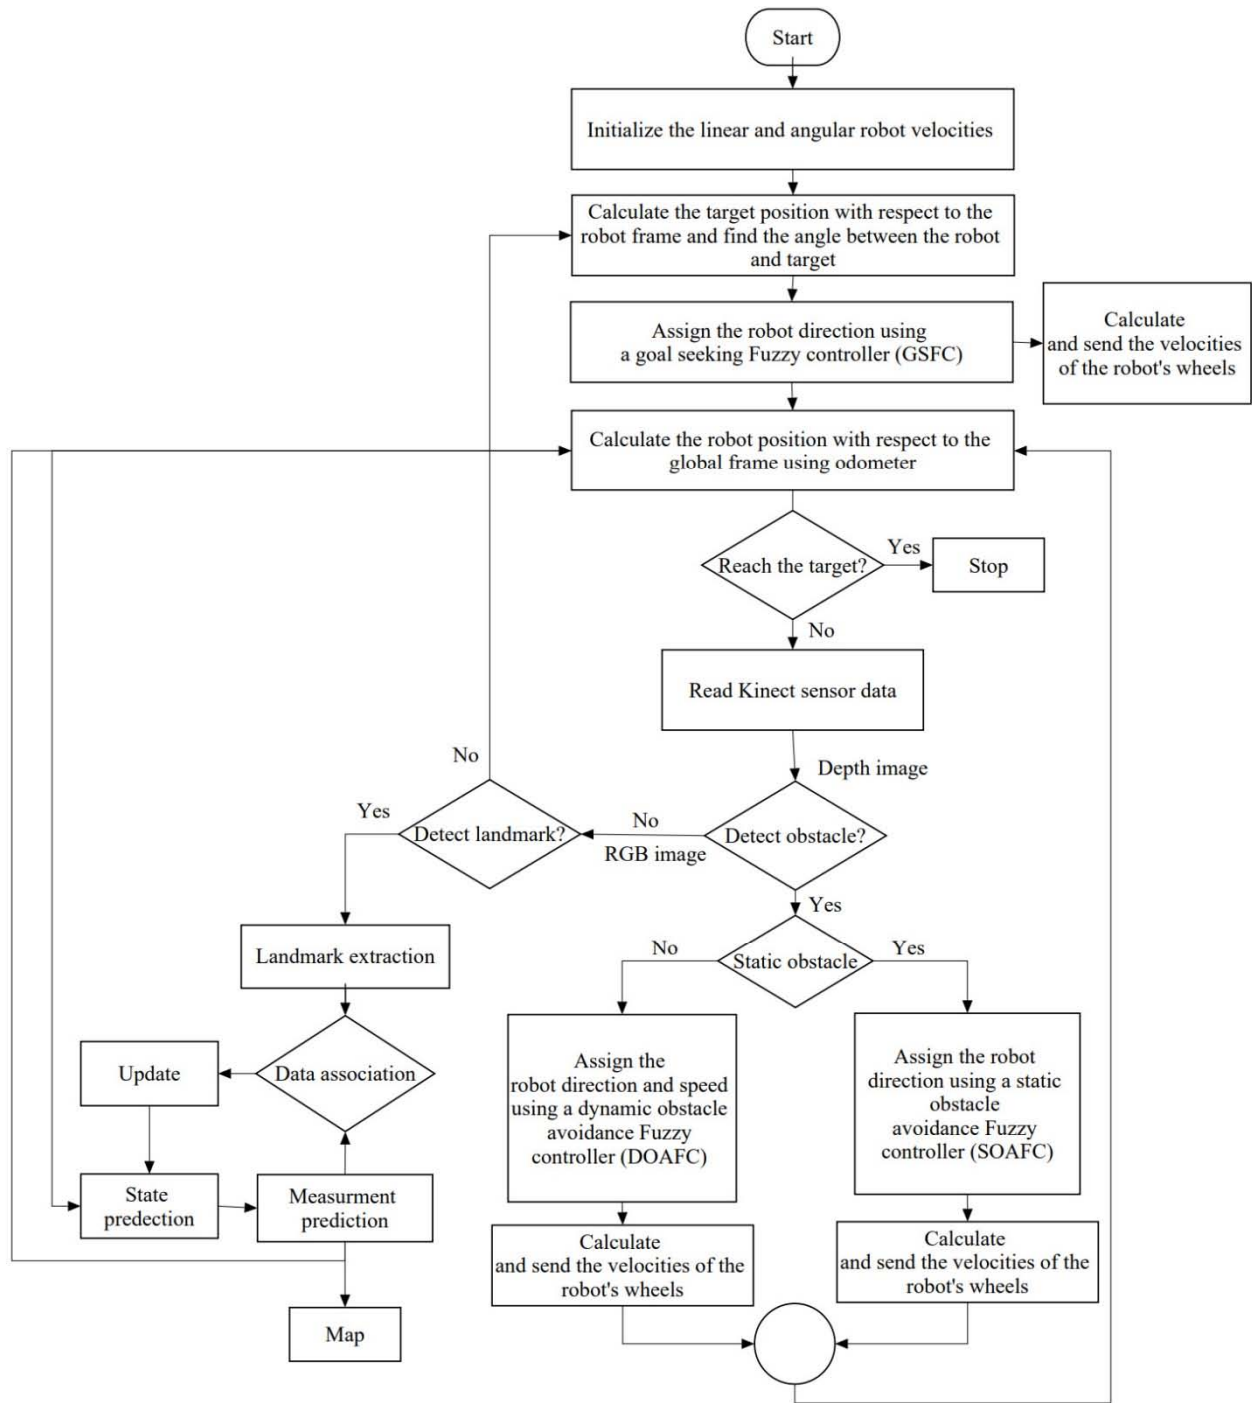 Start
Initialize the linear and angular robot velocities
Calculate the target position with respect to the
robot frame and find the angle between the robot
and target
Assign the robot direction using
a goal seeking Fuzzy controller (GSFC)
Calculate
and send the velocities
of the robot's wheels
Calculate the robot position with respect to the
global frame using odometer
Reach the target?
Yes
Stop
No
Read Kinect sensor data
Depth image
No
Yes
Detect landmark?
No
RGB image
Detect obstacle?
Yes
Landmark extraction
No
Static obstacle
Yes
Update
Data association
Assign the
robot direction and speed
using a dynamic obstacle
avoidance Fuzzy
controller (DOAFC)
Assign the robot
direction using a static
obstacle
avoidance Fuzzy
controller (SOAFC)
State
predection
Measurment
prediction
Calculate
and send the velocities of the
robot's wheels
Calculate
and send the velocities of the
robot's wheels
Map